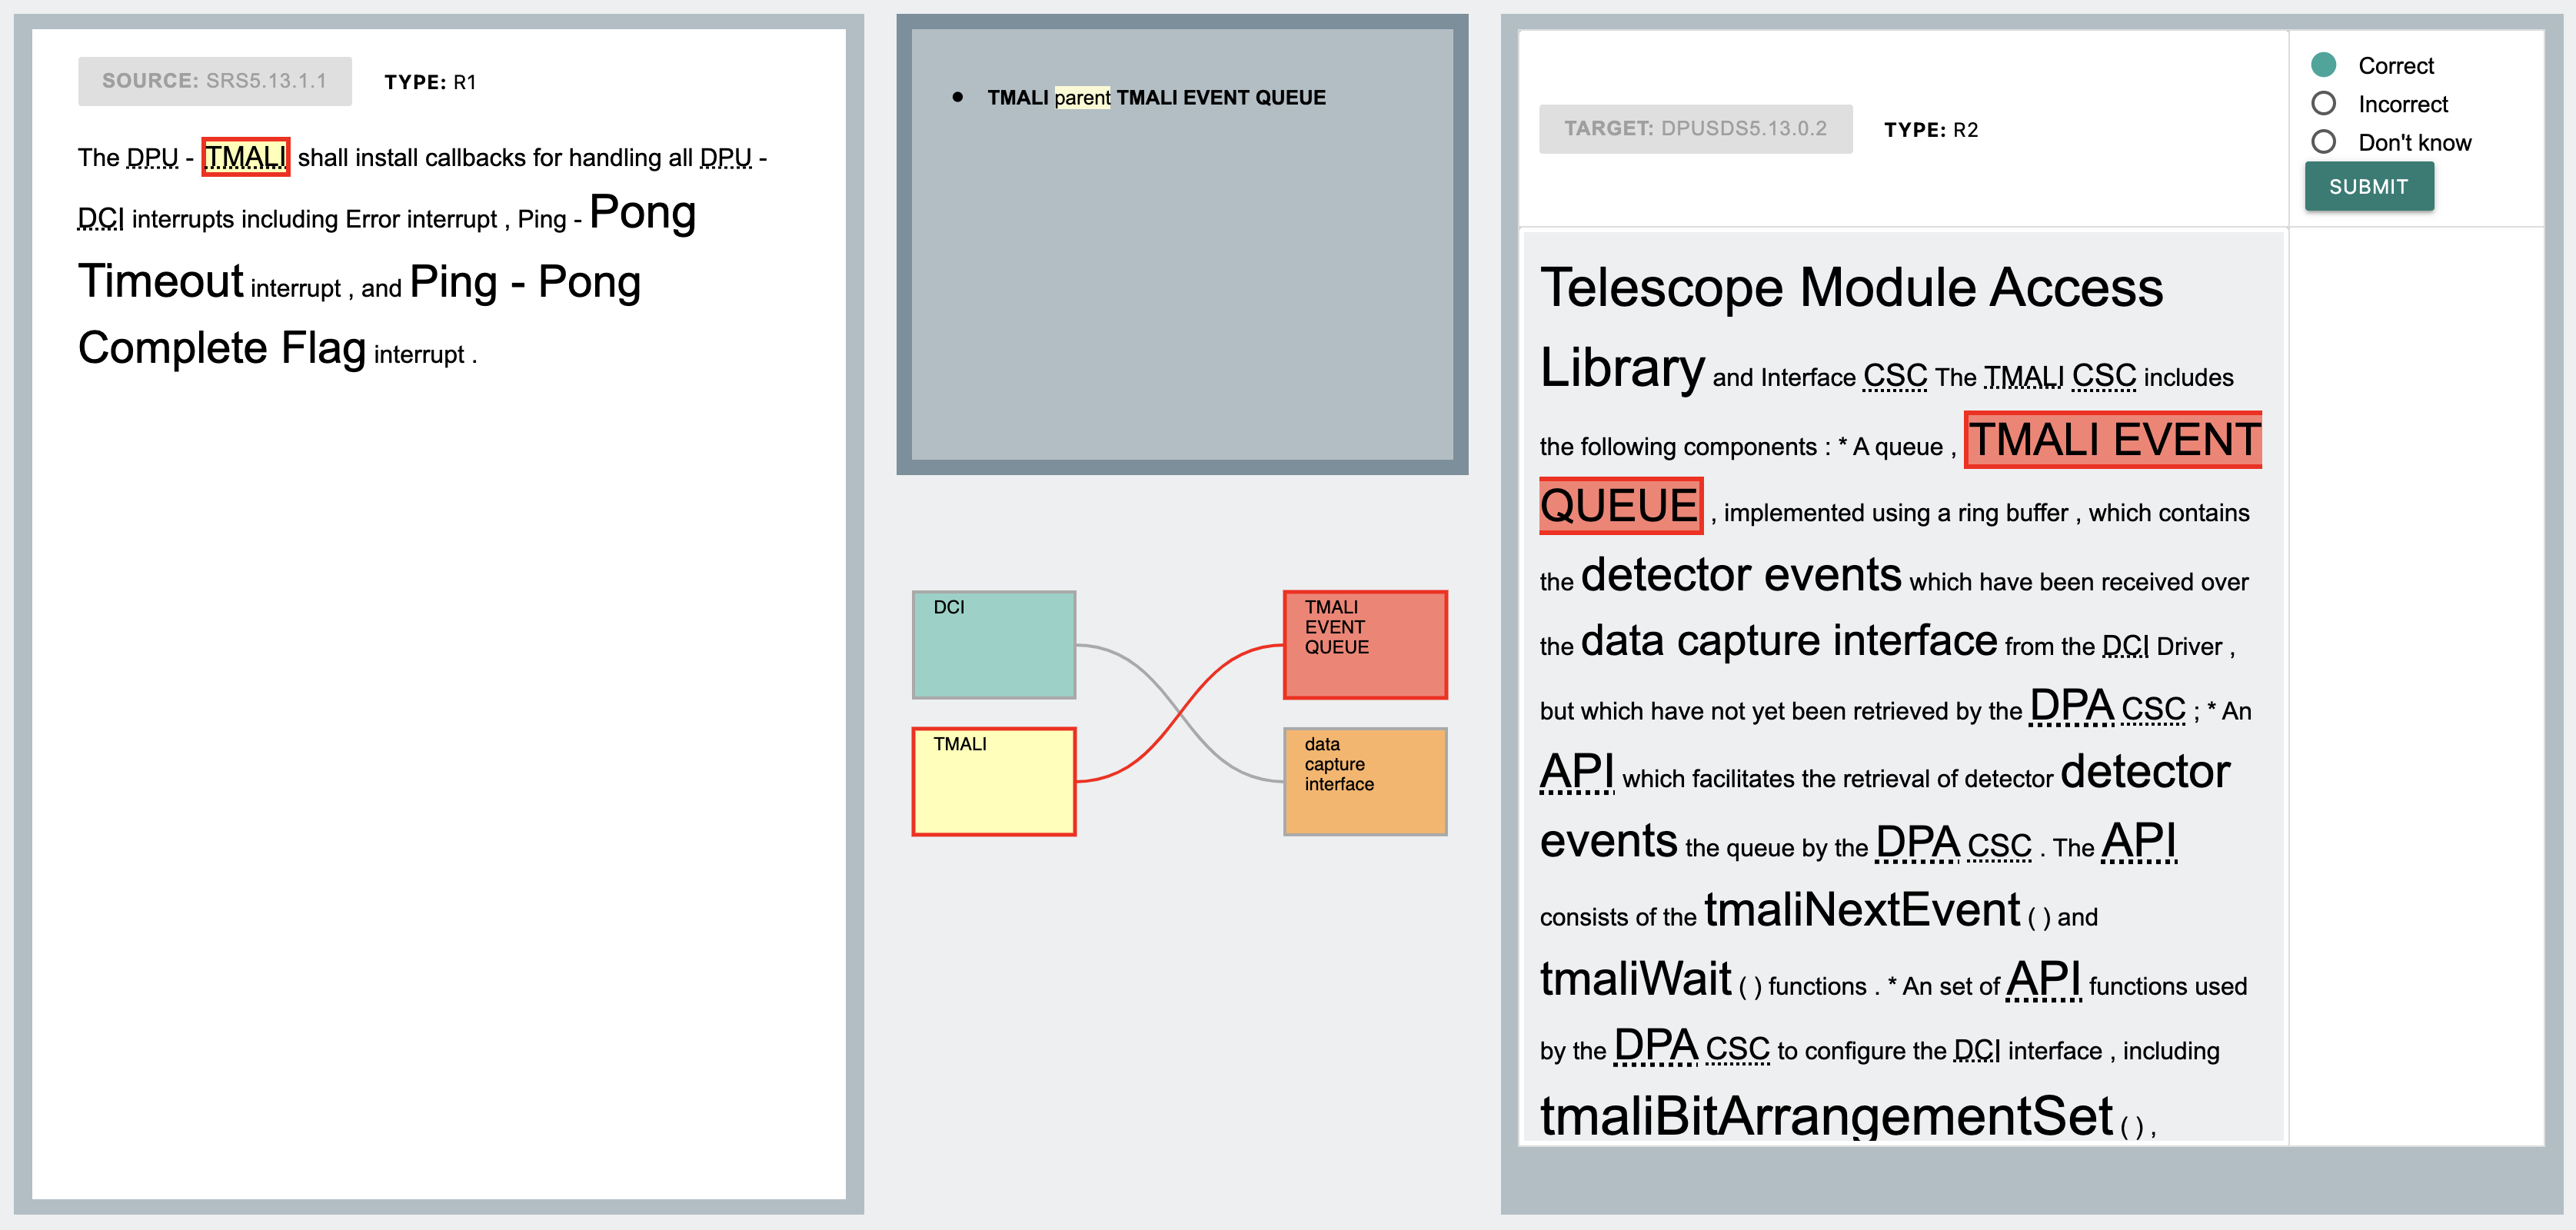 SOURCE: SRS5.13.1.1 TYPE: R1
The DPU - TMALI shall install callbacks for handling all DPU -
DCI interrupts including Error interrupt , Ping - Pong
Timeout interrupt , and Ping - Pong
Complete Flag interrupt .
• TMALI parent TMALI EVENT QUEUE
DCI
TMALI
TMALI
EVENT
QUEUE
data
capture
interface
TARGET: DPUSDS5.13.0.2 TYPE: R2
Correct
Incorrect
Don't know
SUBMIT
Telescope Module Access
Library and Interface CSC The TMALI CSC includes
the following components : * A queue , TMALI EVENT
QUEUE , implemented using a ring buffer , which contains
the detector events which have been received over
the data capture interface from the DCI Driver ,
but which have not yet been retrieved by the DPA CSC ; * An
API which facilitates the retrieval of detector detector
events the queue by the DPA CSC . The API
consists of the tmaliNextEvent ( ) and
tmaliWait ( ) functions . * An set of API functions used
by the DPA CSC to configure the DCI interface , including
tmaliBitArrangementSet ( ) ,